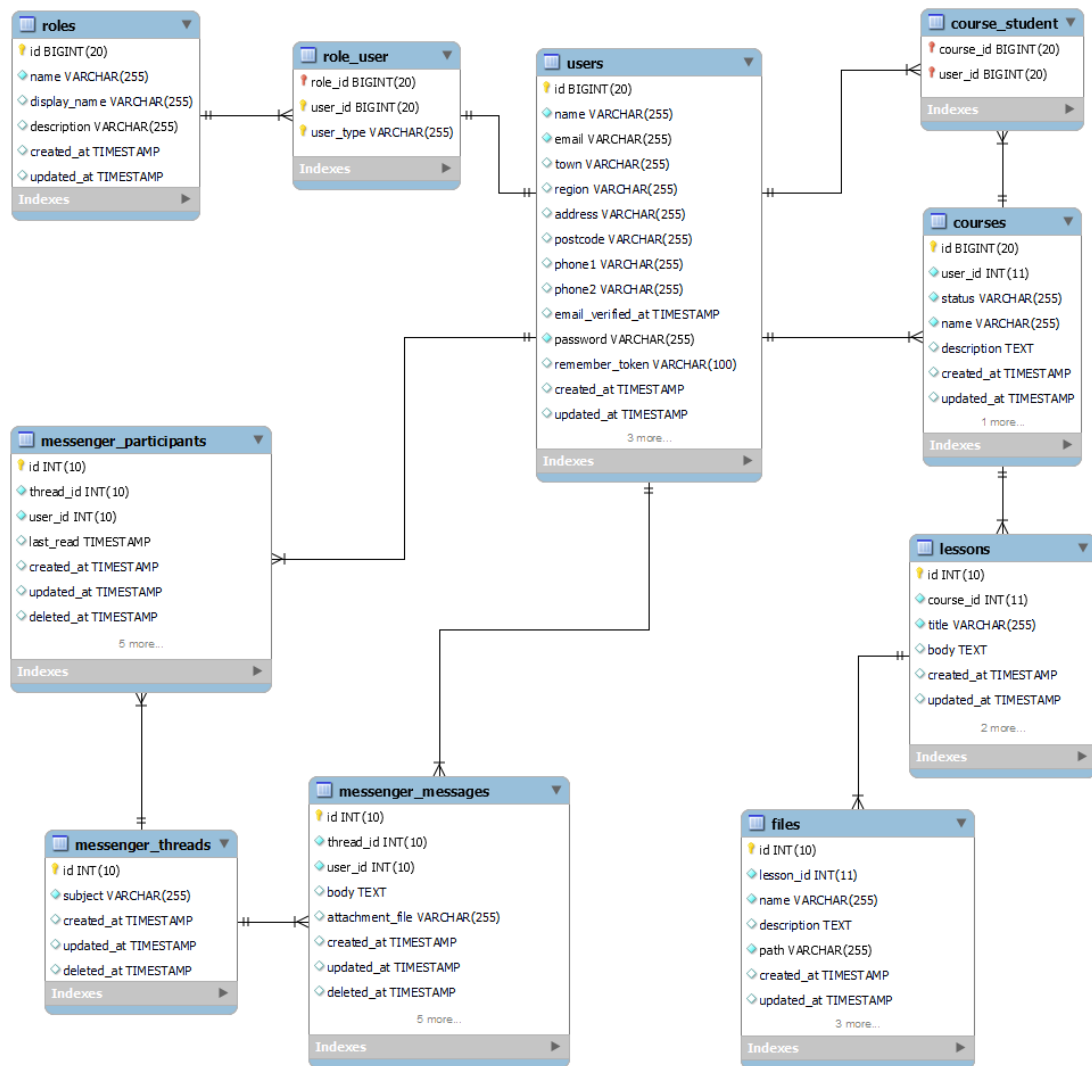 roles
id BIGINT(20)
name VARCHAR(255)
display_name VARCHAR(255)
description VARCHAR(255)
created_at TIMESTAMP
updated_at TIMESTAMP
Indexes
role_user
role_id BIGINT(20)
user_id BIGINT(20)
user_type VARCHAR(255)
Indexes
users
id BIGINT(20)
name VARCHAR(255)
email VARCHAR(255)
town VARCHAR(255)
region VARCHAR(255)
address VARCHAR(255)
postcode VARCHAR(255)
phone1 VARCHAR(255)
phone2 VARCHAR(255)
email_verified_at TIMESTAMP
password VARCHAR(255)
remember_token VARCHAR(100)
created_at TIMESTAMP
updated_at TIMESTAMP
3 more...
Indexes
course_student
course_id BIGINT(20)
user_id BIGINT(20)
Indexes
courses
id BIGINT(20)
user_id INT(11)
status VARCHAR(255)
name VARCHAR(255)
description TEXT
created_at TIMESTAMP
updated_at TIMESTAMP
1 more...
Indexes
messenger_participants
id INT(10)
thread_id INT(10)
user_id INT(10)
last_read TIMESTAMP
created_at TIMESTAMP
updated_at TIMESTAMP
deleted_at TIMESTAMP
5 more...
Indexes
lessons
id INT(10)
course_id INT(11)
title VARCHAR(255)
body TEXT
created_at TIMESTAMP
updated_at TIMESTAMP
2 more...
Indexes
messenger_threads
id INT(10)
subject VARCHAR(255)
created_at TIMESTAMP
updated_at TIMESTAMP
deleted_at TIMESTAMP
Indexes
messenger_messages
id INT(10)
thread_id INT(10)
user_id INT(10)
body TEXT
attachment_file VARCHAR(255)
created_at TIMESTAMP
updated_at TIMESTAMP
deleted_at TIMESTAMP
5 more...
Indexes
files
id INT(10)
lesson_id INT(11)
name VARCHAR(255)
description TEXT
path VARCHAR(255)
created_at TIMESTAMP
updated_at TIMESTAMP
3 more...
Indexes